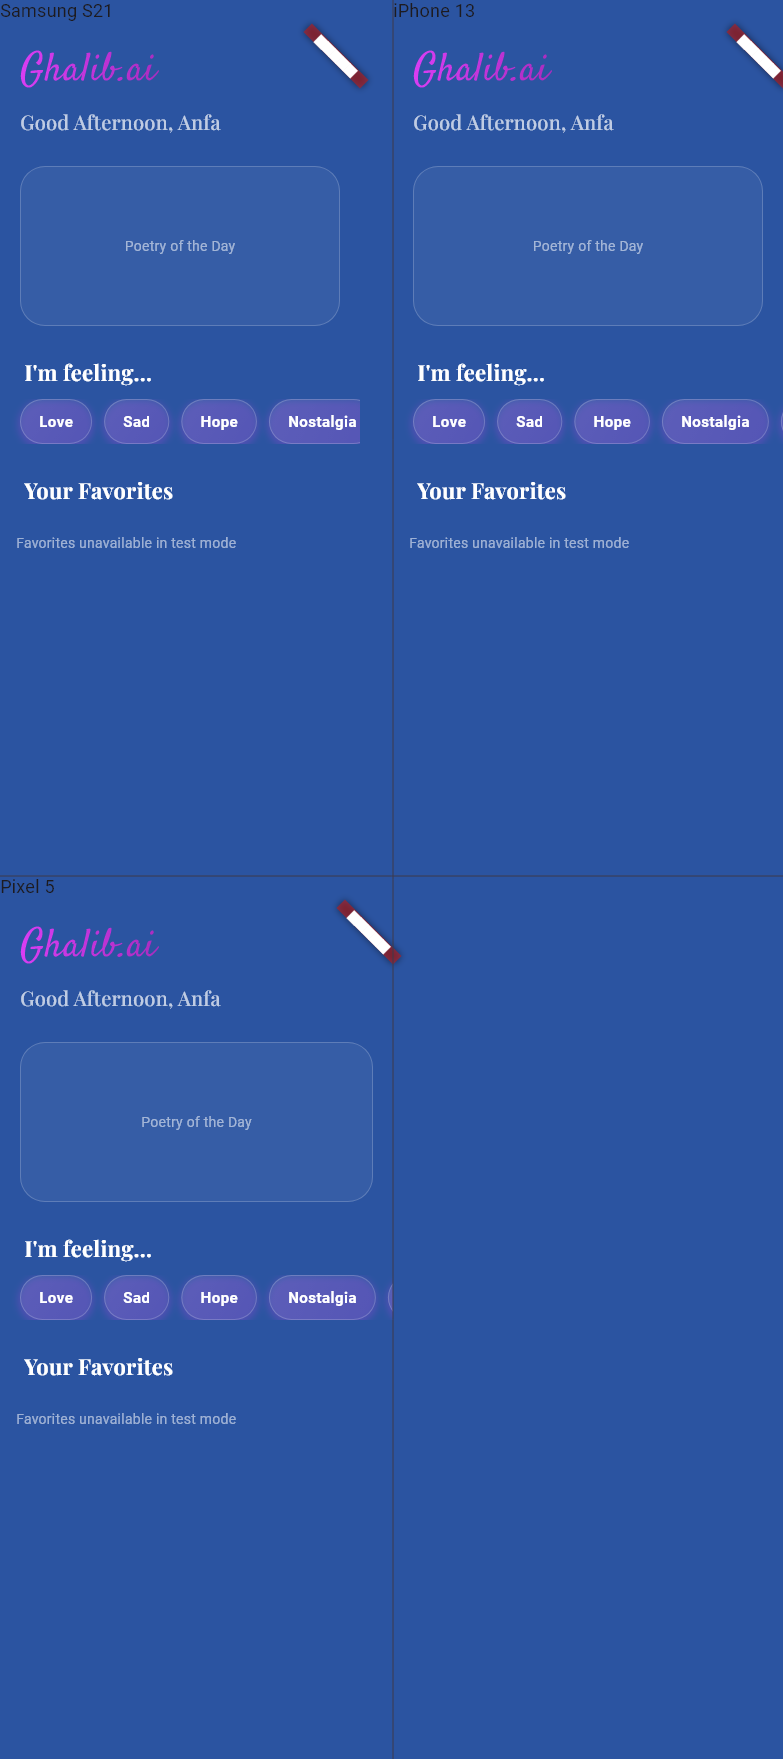 Samsung S21
Ghalib.ai
Good Afternoon, Anfa
Poetry of the Day
I'm feeling...
Love Sad Hope Nostalgia
Your Favorites
Favorites unavailable in test mode
iPhone 13
Ghalib.ai
Good Afternoon, Anfa
Poetry of the Day
I'm feeling...
Love Sad Hope Nostalgia
Your Favorites
Favorites unavailable in test mode
Pixel 5
Ghalib.ai
Good Afternoon, Anfa
Poetry of the Day
I'm feeling...
Love Sad Hope Nostalgia
Your Favorites
Favorites unavailable in test mode